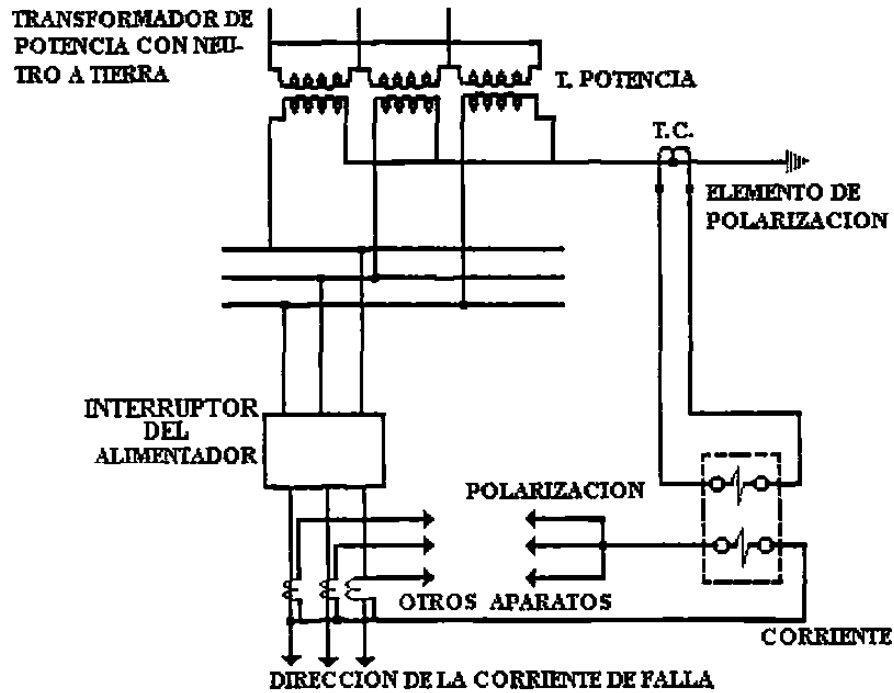 TRANSFORMADOR DE
POTENCIA CON NEU-
TRO A TIERRA
T. POTENCIA
T.C.
ELEMENTO DE
POLARIZACION
INTERRUPTOR
DEL
ALIMENTADOR
POLARIZACION
OTROS APARATOS
CORRIENTE
DIRECCION DE LA CORRIENTE DE FALLA